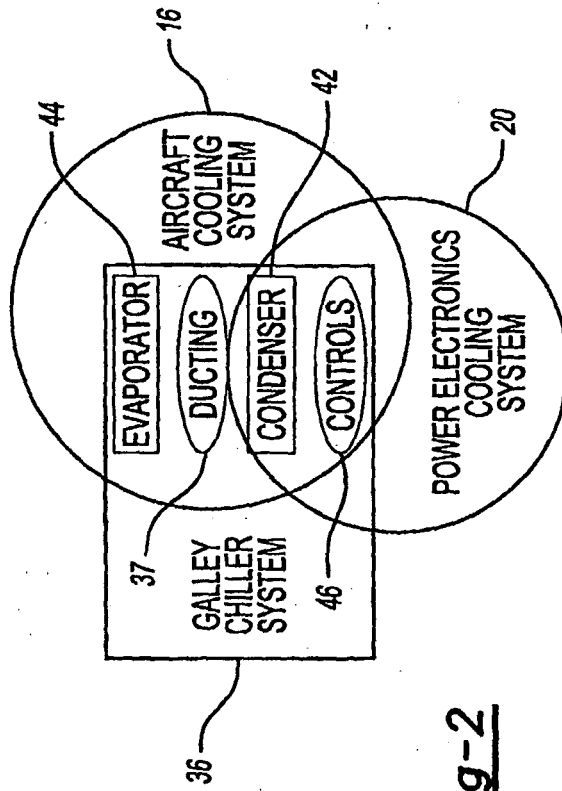 44
16
EVAPORATOR
AIRCRAFT
COOLING
SYSTEM
37
DUCTING
36
GALLEY
CHILLER
SYSTEM
CONDENSER
42
46
CONTROLS
POWER ELECTRONICS
COOLING
SYSTEM
20
g-2